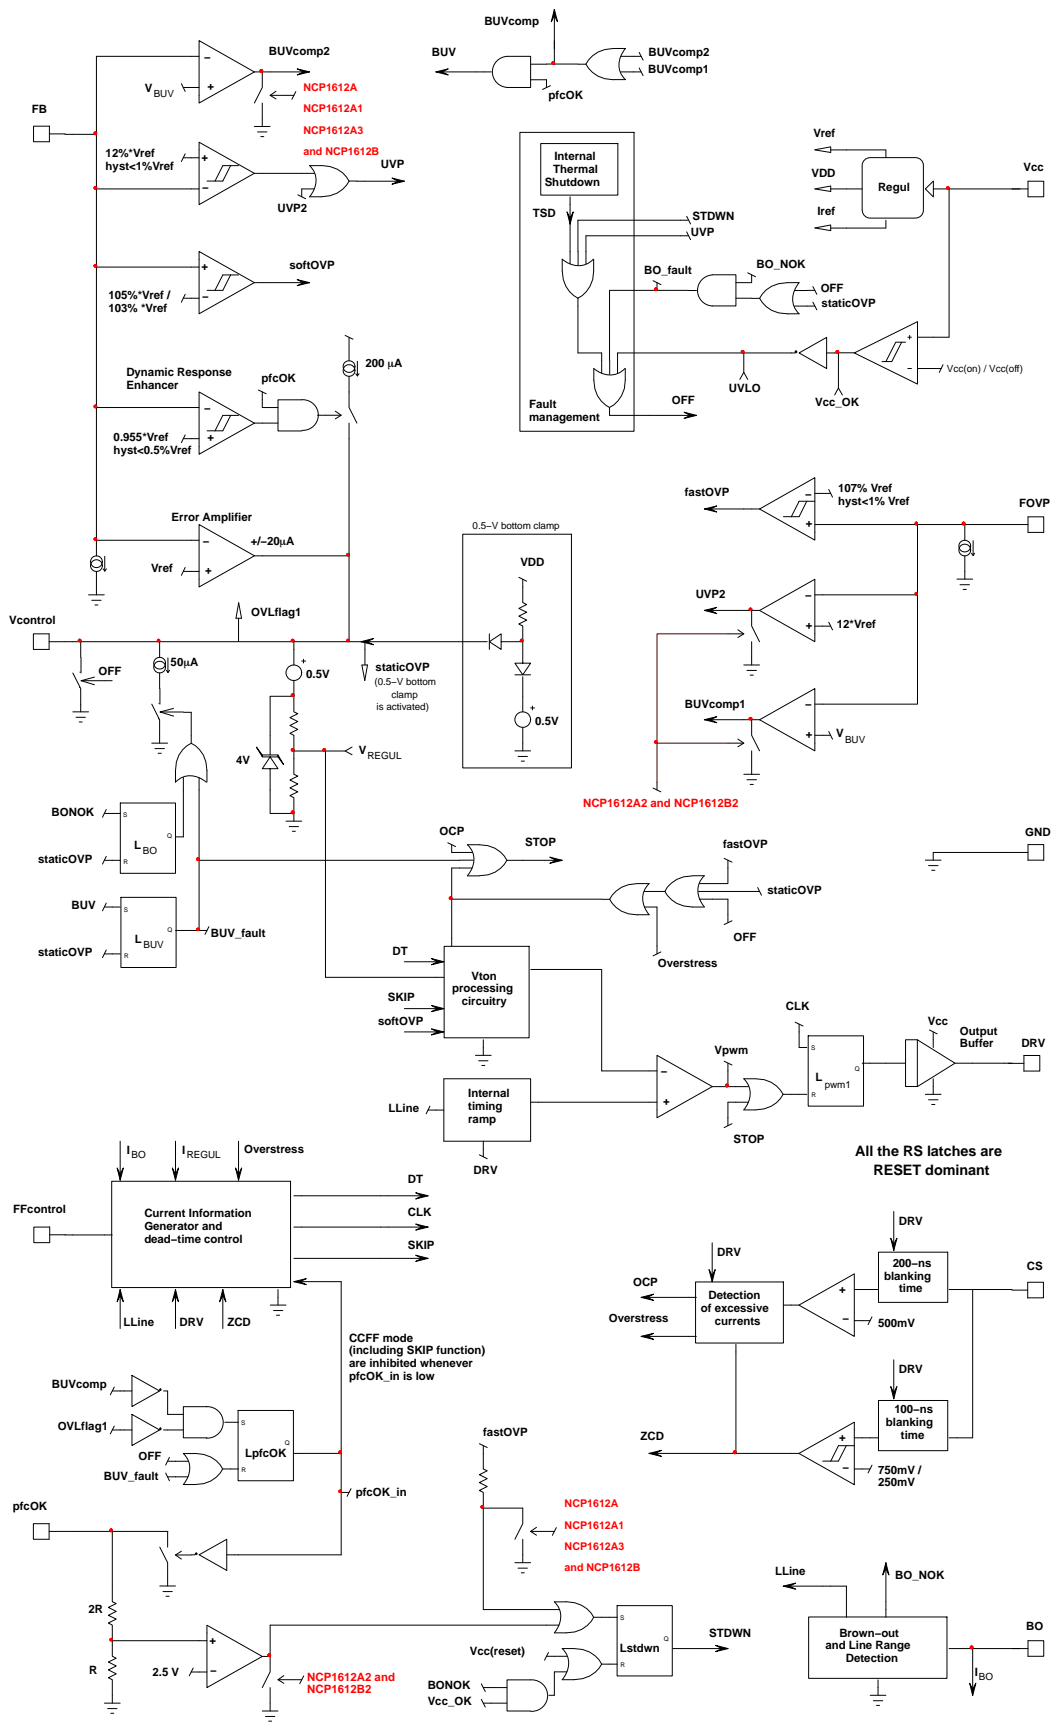 BUVcomp
BUVcomp2
BUV
BUVcomp2
BUVcomp1
pfcOK
V BUV
NCP1612A
NCP1612A1
NCP1612A3
and NCP1612B
FB
12%*Vref
hyst<1%Vref
UVP
UVP2
Internal
Thermal
Shutdown
TSD
STDWN
UVP
Vref
VDD
Iref
Regul
Vcc
105%*Vref /
103% *Vref
softOVP
BO_fault
BO_NOK
OFF
staticOVP
UVLO
Vcc_OK
Vcc(on) / Vcc(off)
OFF
Fault
management
200 µA
Dynamic Response
Enhancer
pfcOK
0.955*Vref
hyst<0.5%Vref
Error Amplifier
+/−20µA
Vref
0.5−V bottom clamp
VDD
0.5V
fastOVP
107% Vref
hyst<1% Vref
FOVP
UVP2
12*Vref
BUVcomp1
V BUV
NCP1612A2 and NCP1612B2
Vcontrol
OVLflag1
OFF
50µA
0.5V
staticOVP
(0.5−V bottom
clamp
is activated)
4V
V REGUL
BONOK
S
L BO
Q
staticOVP
R
BUV
S
L BUV
Q
BUV_fault
staticOVP
R
OCP
STOP
fastOVP
staticOVP
OFF
Overstress
GND
DT
SKIP
softOVP
Vton
processing
circuitry
LLine
Internal
timing
ramp
DRV
Vpwm
STOP
CLK
S
L pwm1
Q
R
Vcc
Output
Buffer
DRV
All the RS latches are
RESET dominant
I BO
I REGUL
Overstress
FFcontrol
Current Information
Generator and
dead−time control
DT
CLK
SKIP
LLine
DRV
ZCD
CCFF mode
(including SKIP function)
are inhibited whenever
pfcOK_in is low
DRV
DRV
200−ns
blanking
time
CS
OCP
Overstress
Detection
of excessive
currents
500mV
DRV
100−ns
blanking
time
ZCD
750mV /
250mV
BUVcomp
OVLflag1
OFF
BUV_fault
S
LpfcOK
Q
R
pfcOK_in
fastOVP
NCP1612A
NCP1612A1
NCP1612A3
and NCP1612B
pfcOK
2R
R
2.5 V
NCP1612A2 and
NCP1612B2
Vcc(reset)
BONOK
Vcc_OK
S
Lstdwn
Q
R
STDWN
LLine
BO_NOK
Brown−out
and Line Range
Detection
BO
I BO